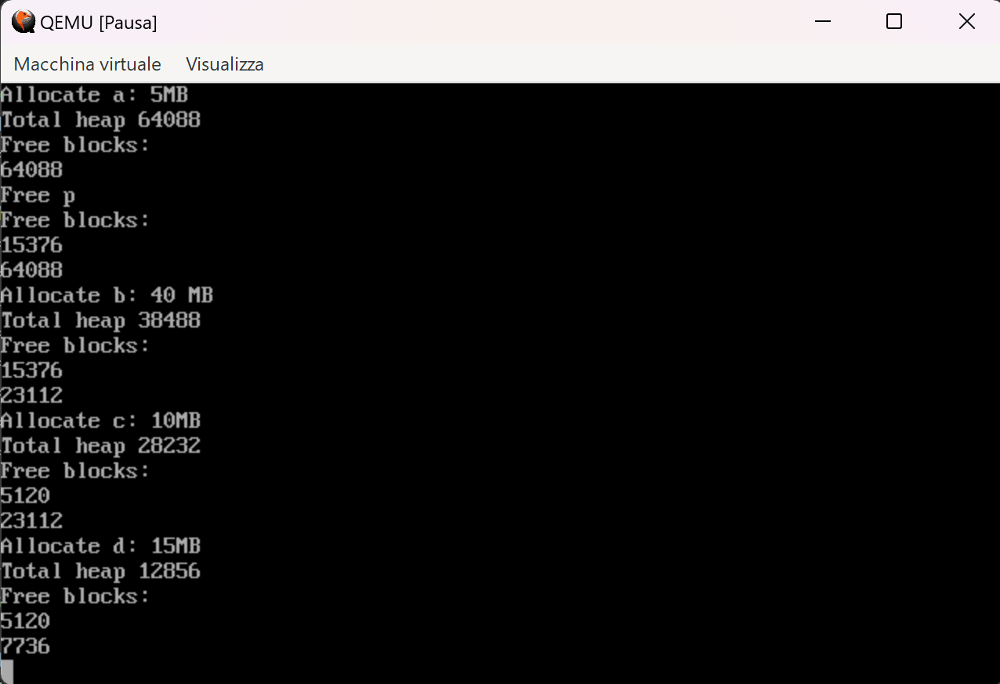 QEMU [Pausa]
Macchina virtuale Visualizza
Allocate a: 5MB
Total heap 64088
Free blocks:
64088
Free p
Free blocks:
15376
64088
Allocate b: 40 MB
Total heap 38488
Free blocks:
15376
23112
Allocate c: 10MB
Total heap 28232
Free blocks:
5120
23112
Allocate d: 15MB
Total heap 12856
Free blocks:
5120
7736